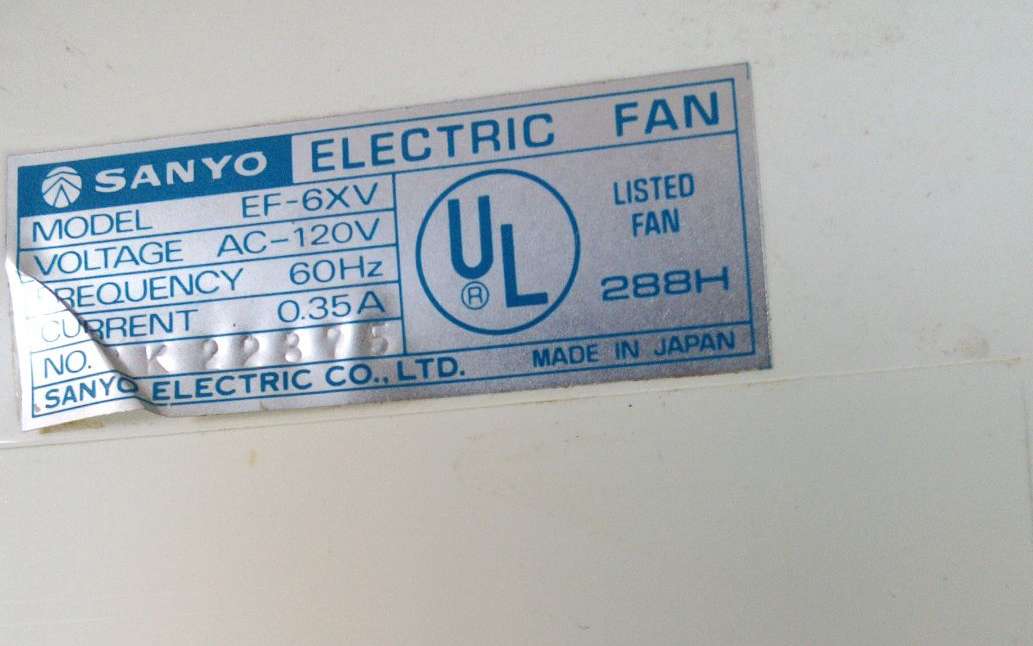 SANYO ELECTRIC FAN
MODEL EF-6XV
VOLTAGE AC-120V
FREQUENCY 60Hz
CURRENT 0.35A
NO.
UL ®
LISTED
FAN
288H
SANYO ELECTRIC CO., LTD.
MADE IN JAPAN